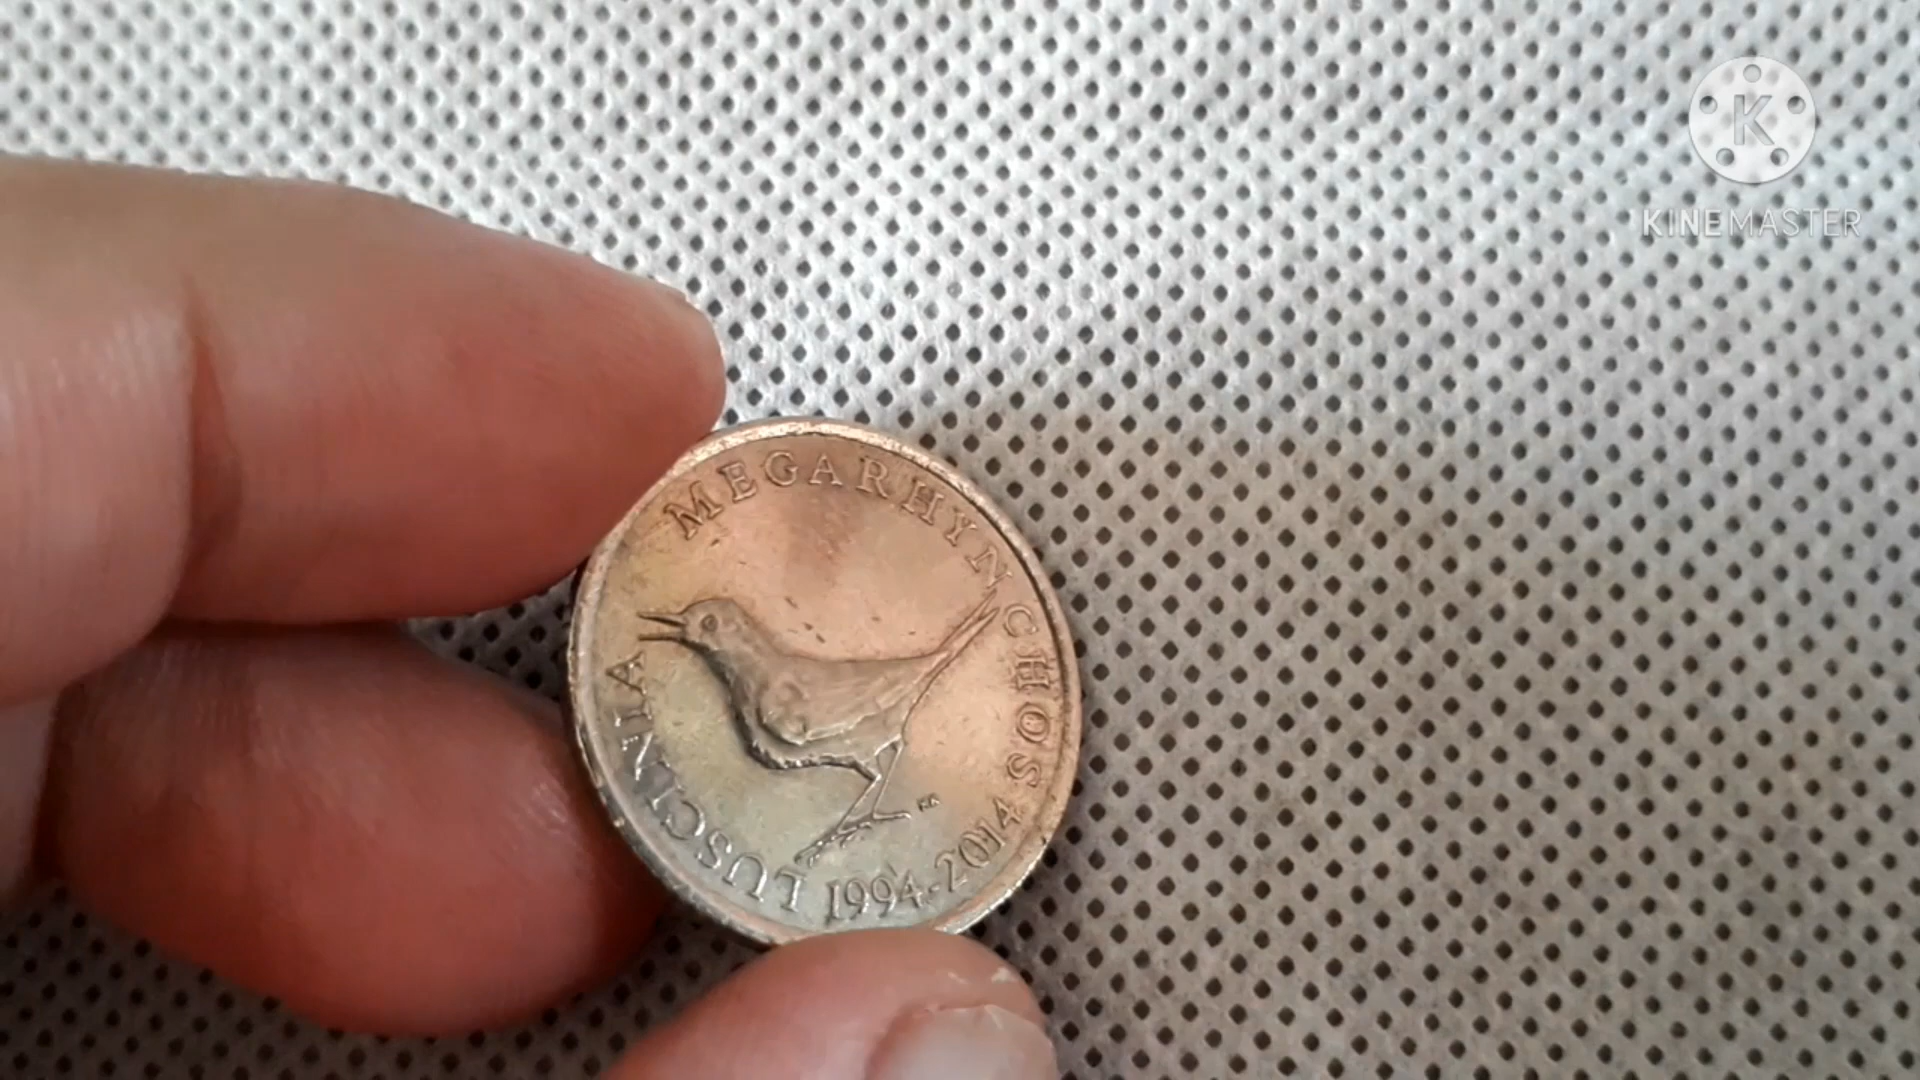 KINEMASTER
K
MEGARHYNCHOS
LUSCINIA
1994.-2014.